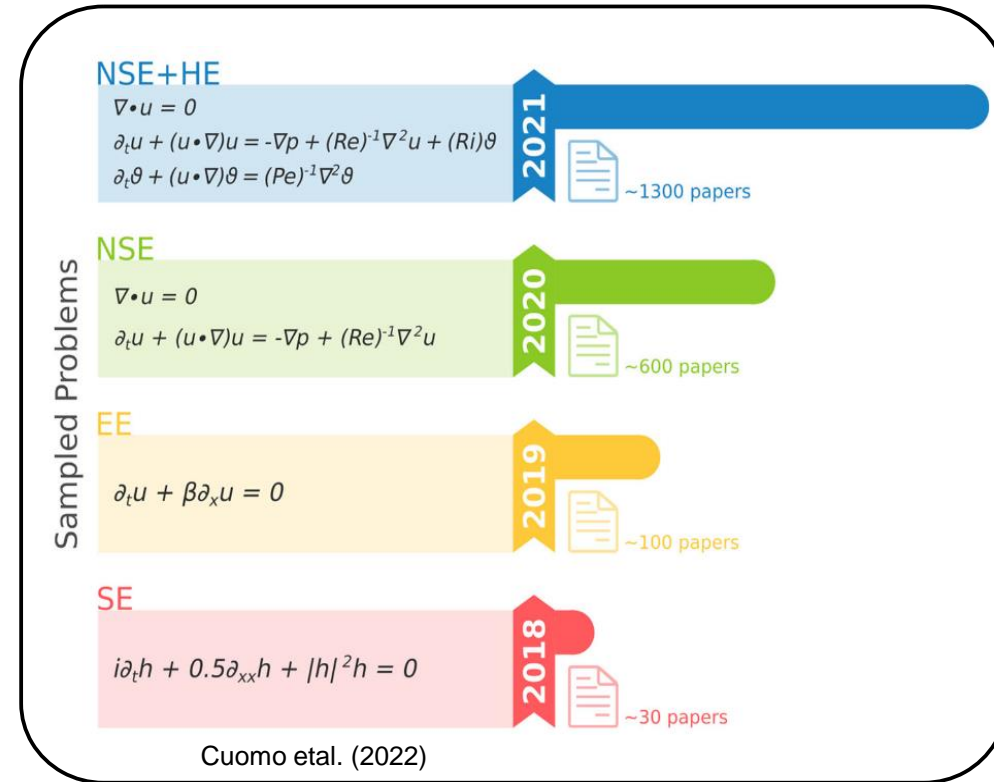 Sampled Problems
NSE+HE
∇•u = 0
∂ₜu + (u•∇)u = -∇p + (Re)⁻¹∇²u + (Ri)ϑ
∂ₜϑ + (u•∇)ϑ = (Pe)⁻¹∇²ϑ
2021
~1300 papers
NSE
∇•u = 0
∂ₜu + (u•∇)u = -∇p + (Re)⁻¹∇²u
2020
~600 papers
EE
∂ₜu + β∂ₓu = 0
2019
~100 papers
SE
i∂ₜh + 0.5∂ₓₓh + |h|²h = 0
2018
~30 papers
Cuomo etal. (2022)